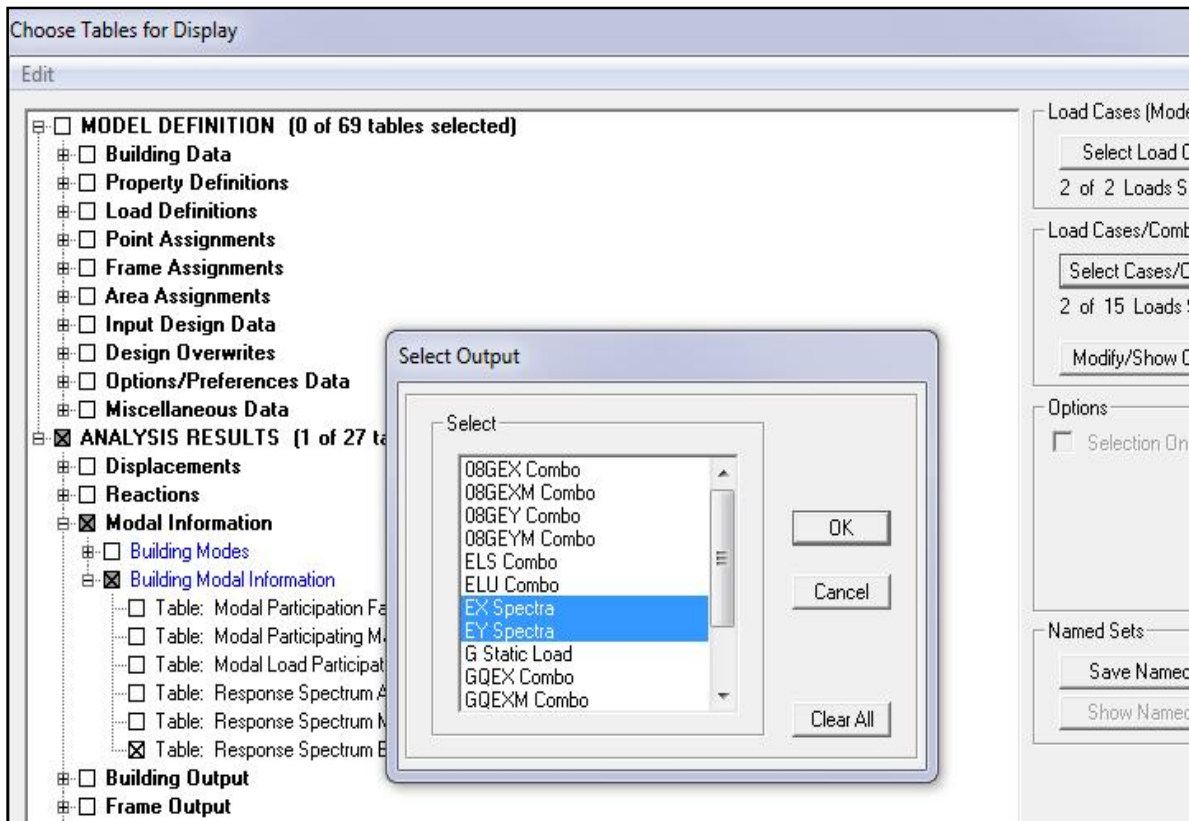 Choose Tables for Display
Edit
MODEL DEFINITION (0 of 69 tables selected)
Building Data
Property Definitions
Load Definitions
Point Assignments
Frame Assignments
Area Assignments
Input Design Data
Design Overwrites
Options/Preferences Data
Miscellaneous Data
ANALYSIS RESULTS (1 of 27 ta
Displacements
Reactions
Modal Information
Building Modes
Building Modal Information
Table: Modal Participation Fa
Table: Modal Participating M
Table: Modal Load Participat
Table: Response Spectrum A
Table: Response Spectrum M
Table: Response Spectrum B
Building Output
Frame Output
Select Output
Select
08GEX Combo
08GEXM Combo
08GEY Combo
08GEYM Combo
ELS Combo
ELU Combo
EX Spectra
EY Spectra
G Static Load
GQEX Combo
GQEXM Combo
OK
Cancel
Clear All
Load Cases (Mode
Select Load C
2 of 2 Loads S
Load Cases/Comb
Select Cases/C
2 of 15 Loads S
Modify/Show O
Options
Selection On
Named Sets
Save Named
Show Named